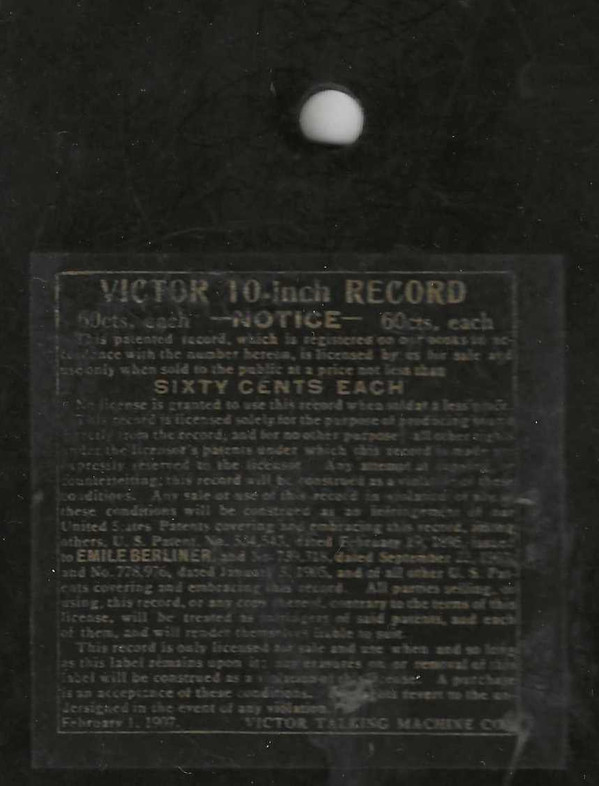 VICTOR 10-Inch RECORD
60cts. each —NOTICE— 60cts. each
This patented record, which is registered on our books in ac-
cordance with the number hereon, is licensed by us for sale and
use only when sold to the public at a price not less than
SIXTY CENTS EACH
No license is granted to use this record when sold at a less price.
This record is licensed solely for the purpose of producing sound
directly from the record, and for no other purpose; all other rights
under the licensor's patents under which this record is made are
expressly reserved to the licensor. Any attempt at
counterfeiting this record will be construed as a violation of these
conditions. Any sale or use of this record in violation of any of
these conditions will be construed as an infringement of our
United States Patents covering and embracing this record, among
others, U. S. Patent, No. 534,543, dated February 19, 1895, issued
to EMILE BERLINER, and No. 739,318, dated September 22, 1903,
and No. 778,976, dated January 3, 1905, and of all other U. S. Pat-
ents covering and embracing this record. All parties selling, or
using, this record, or any copy thereof, contrary to the terms of this
license, will be treated as infringers of said patents, and each
of them, and will render themselves liable to suit.
This record is only licensed for sale and use when and so long
as this label remains upon it; any erasures on, or removal of this
label will be construed as a violation of the license. A purchase
is an acceptance of these conditions. revert to the un-
dersigned in the event of any violation.
February 1, 1907. VICTOR TALKING MACHINE CO.